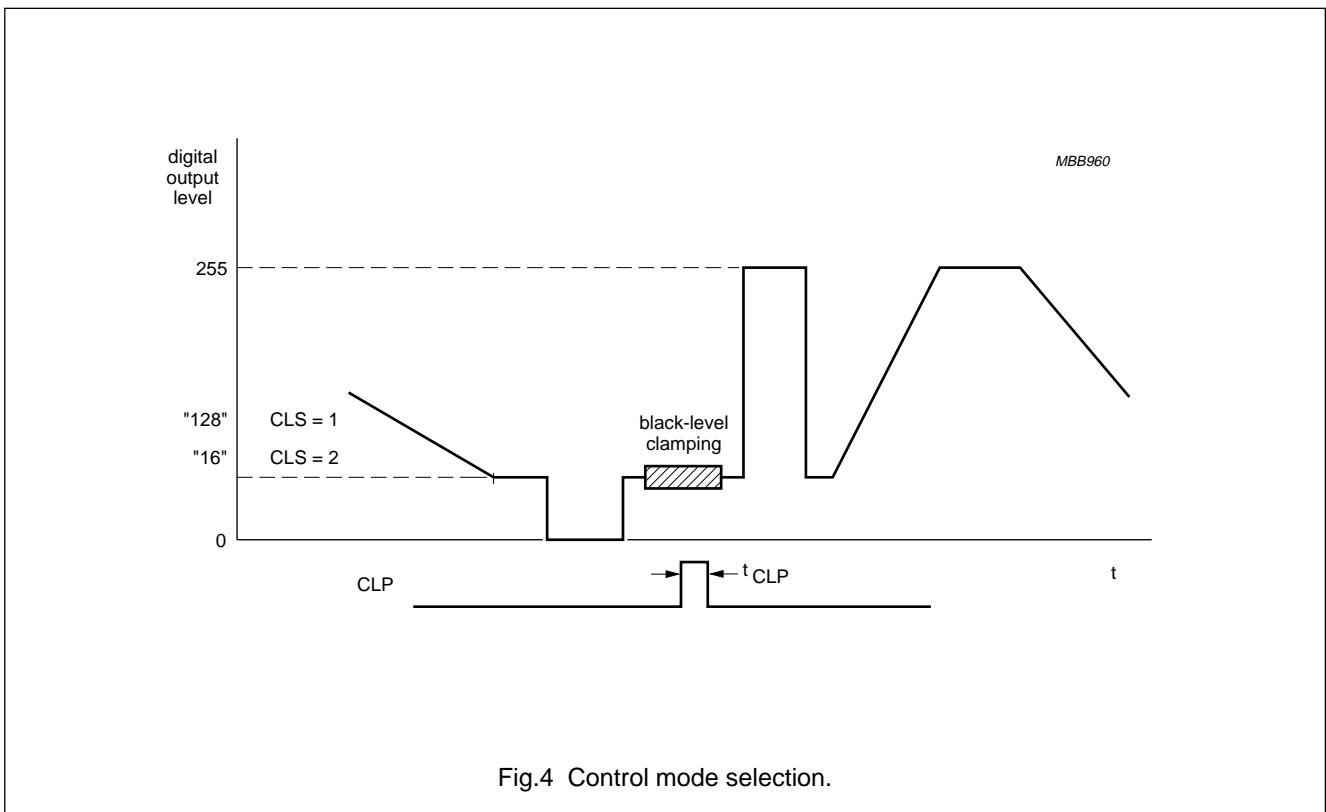 digital
output
level
MBB960
255
"128" CLS = 1
black-level
clamping
"16" CLS = 2
0
CLP
t CLP
t
Fig.4 Control mode selection.